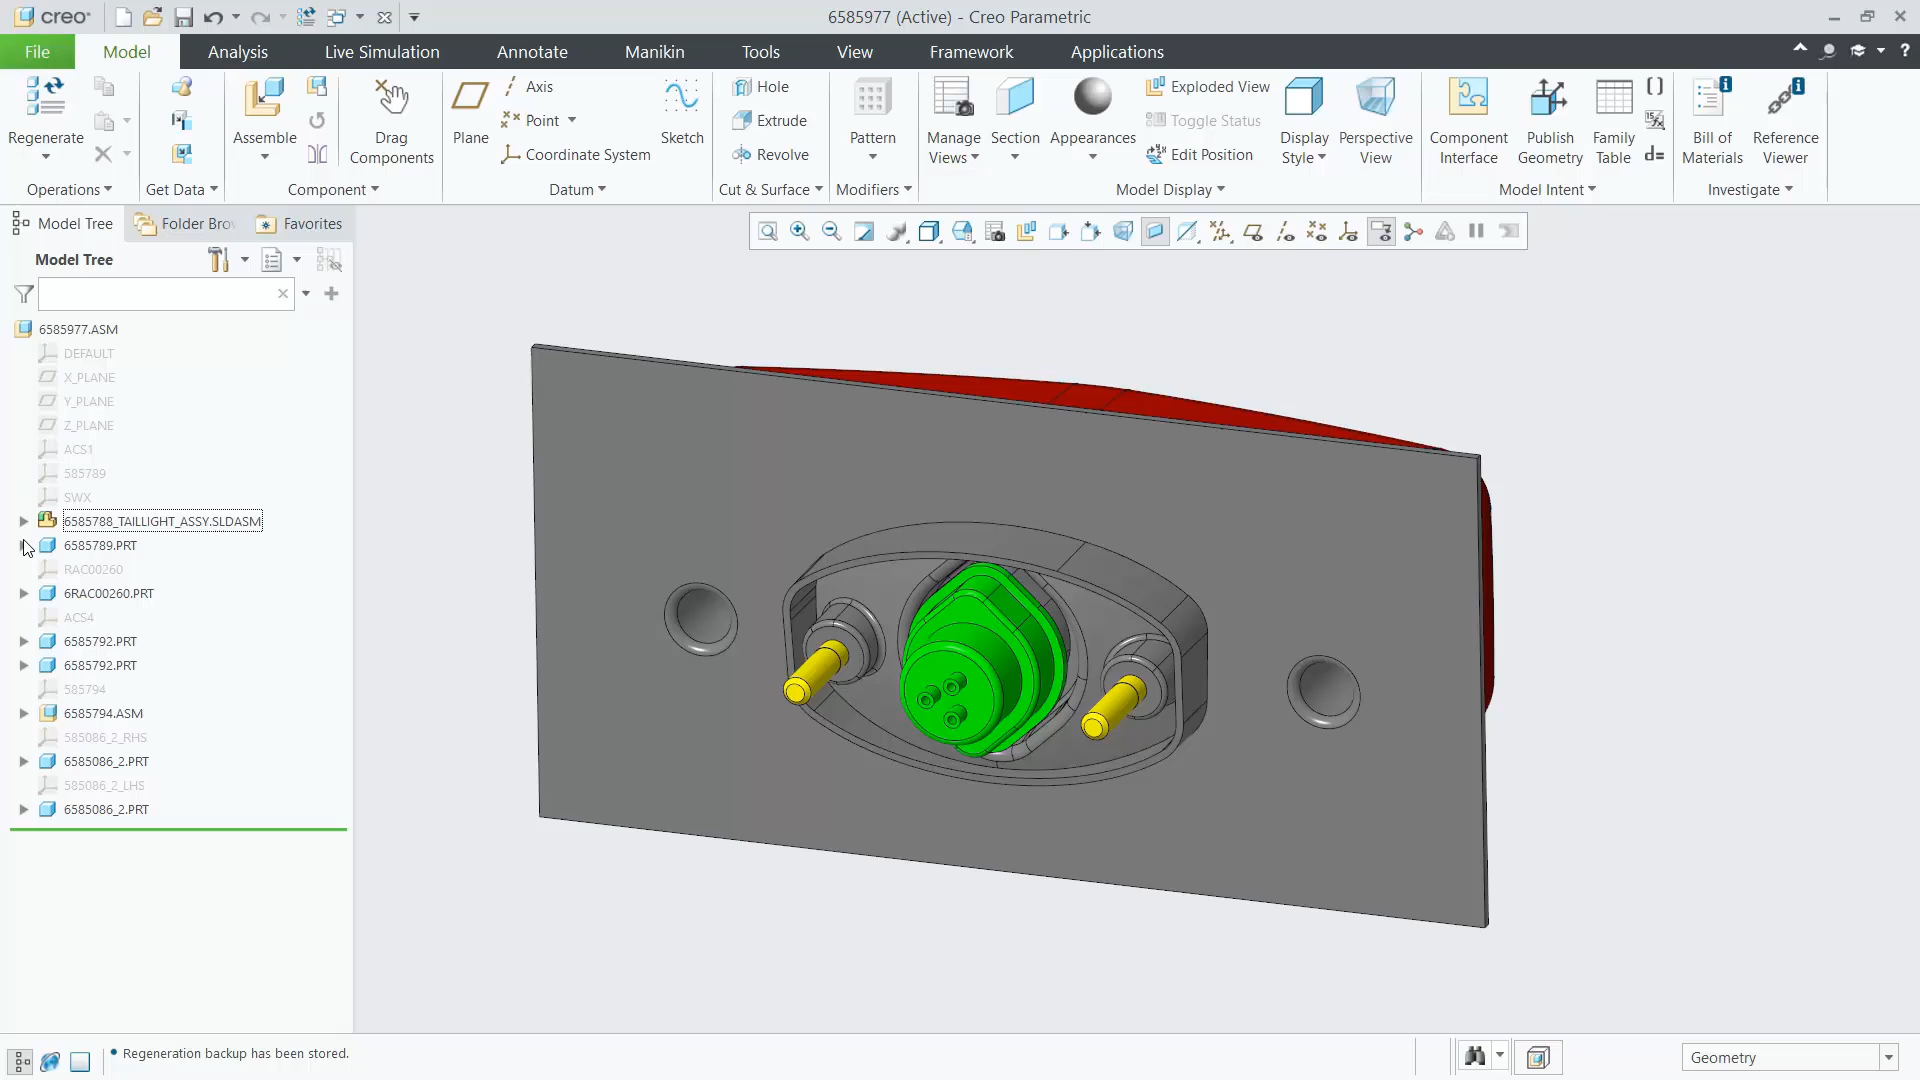 creo
6585977 (Active) - Creo Parametric
File
Model
Analysis
Live Simulation
Annotate
Manikin
Tools
View
Framework
Applications
Regenerate
Operations
Get Data
Assemble
Drag
Components
Component
Plane
Axis
Point
Coordinate System
Sketch
Datum
Hole
Extrude
Revolve
Cut & Surface
Pattern
Modifiers
Manage
Views
Section
Appearances
Exploded View
Toggle Status
Edit Position
Display
Style
Perspective
View
Model Display
Component
Interface
Publish
Geometry
Family
Table
Model Intent
Bill of
Materials
Reference
Viewer
Investigate
Model Tree
Folder Bro
Favorites
Model Tree
6585977.ASM
DEFAULT
X_PLANE
Y_PLANE
Z_PLANE
ACS1
585789
SWX
6585788_TAILLIGHT_ASSY.SLDASM
6585789.PRT
RAC00260
6RAC00260.PRT
ACS4
6585792.PRT
6585792.PRT
585794
6585794.ASM
585086_2_RHS
6585086_2.PRT
585086_2_LHS
6585086_2.PRT
Regeneration backup has been stored.
Geometry